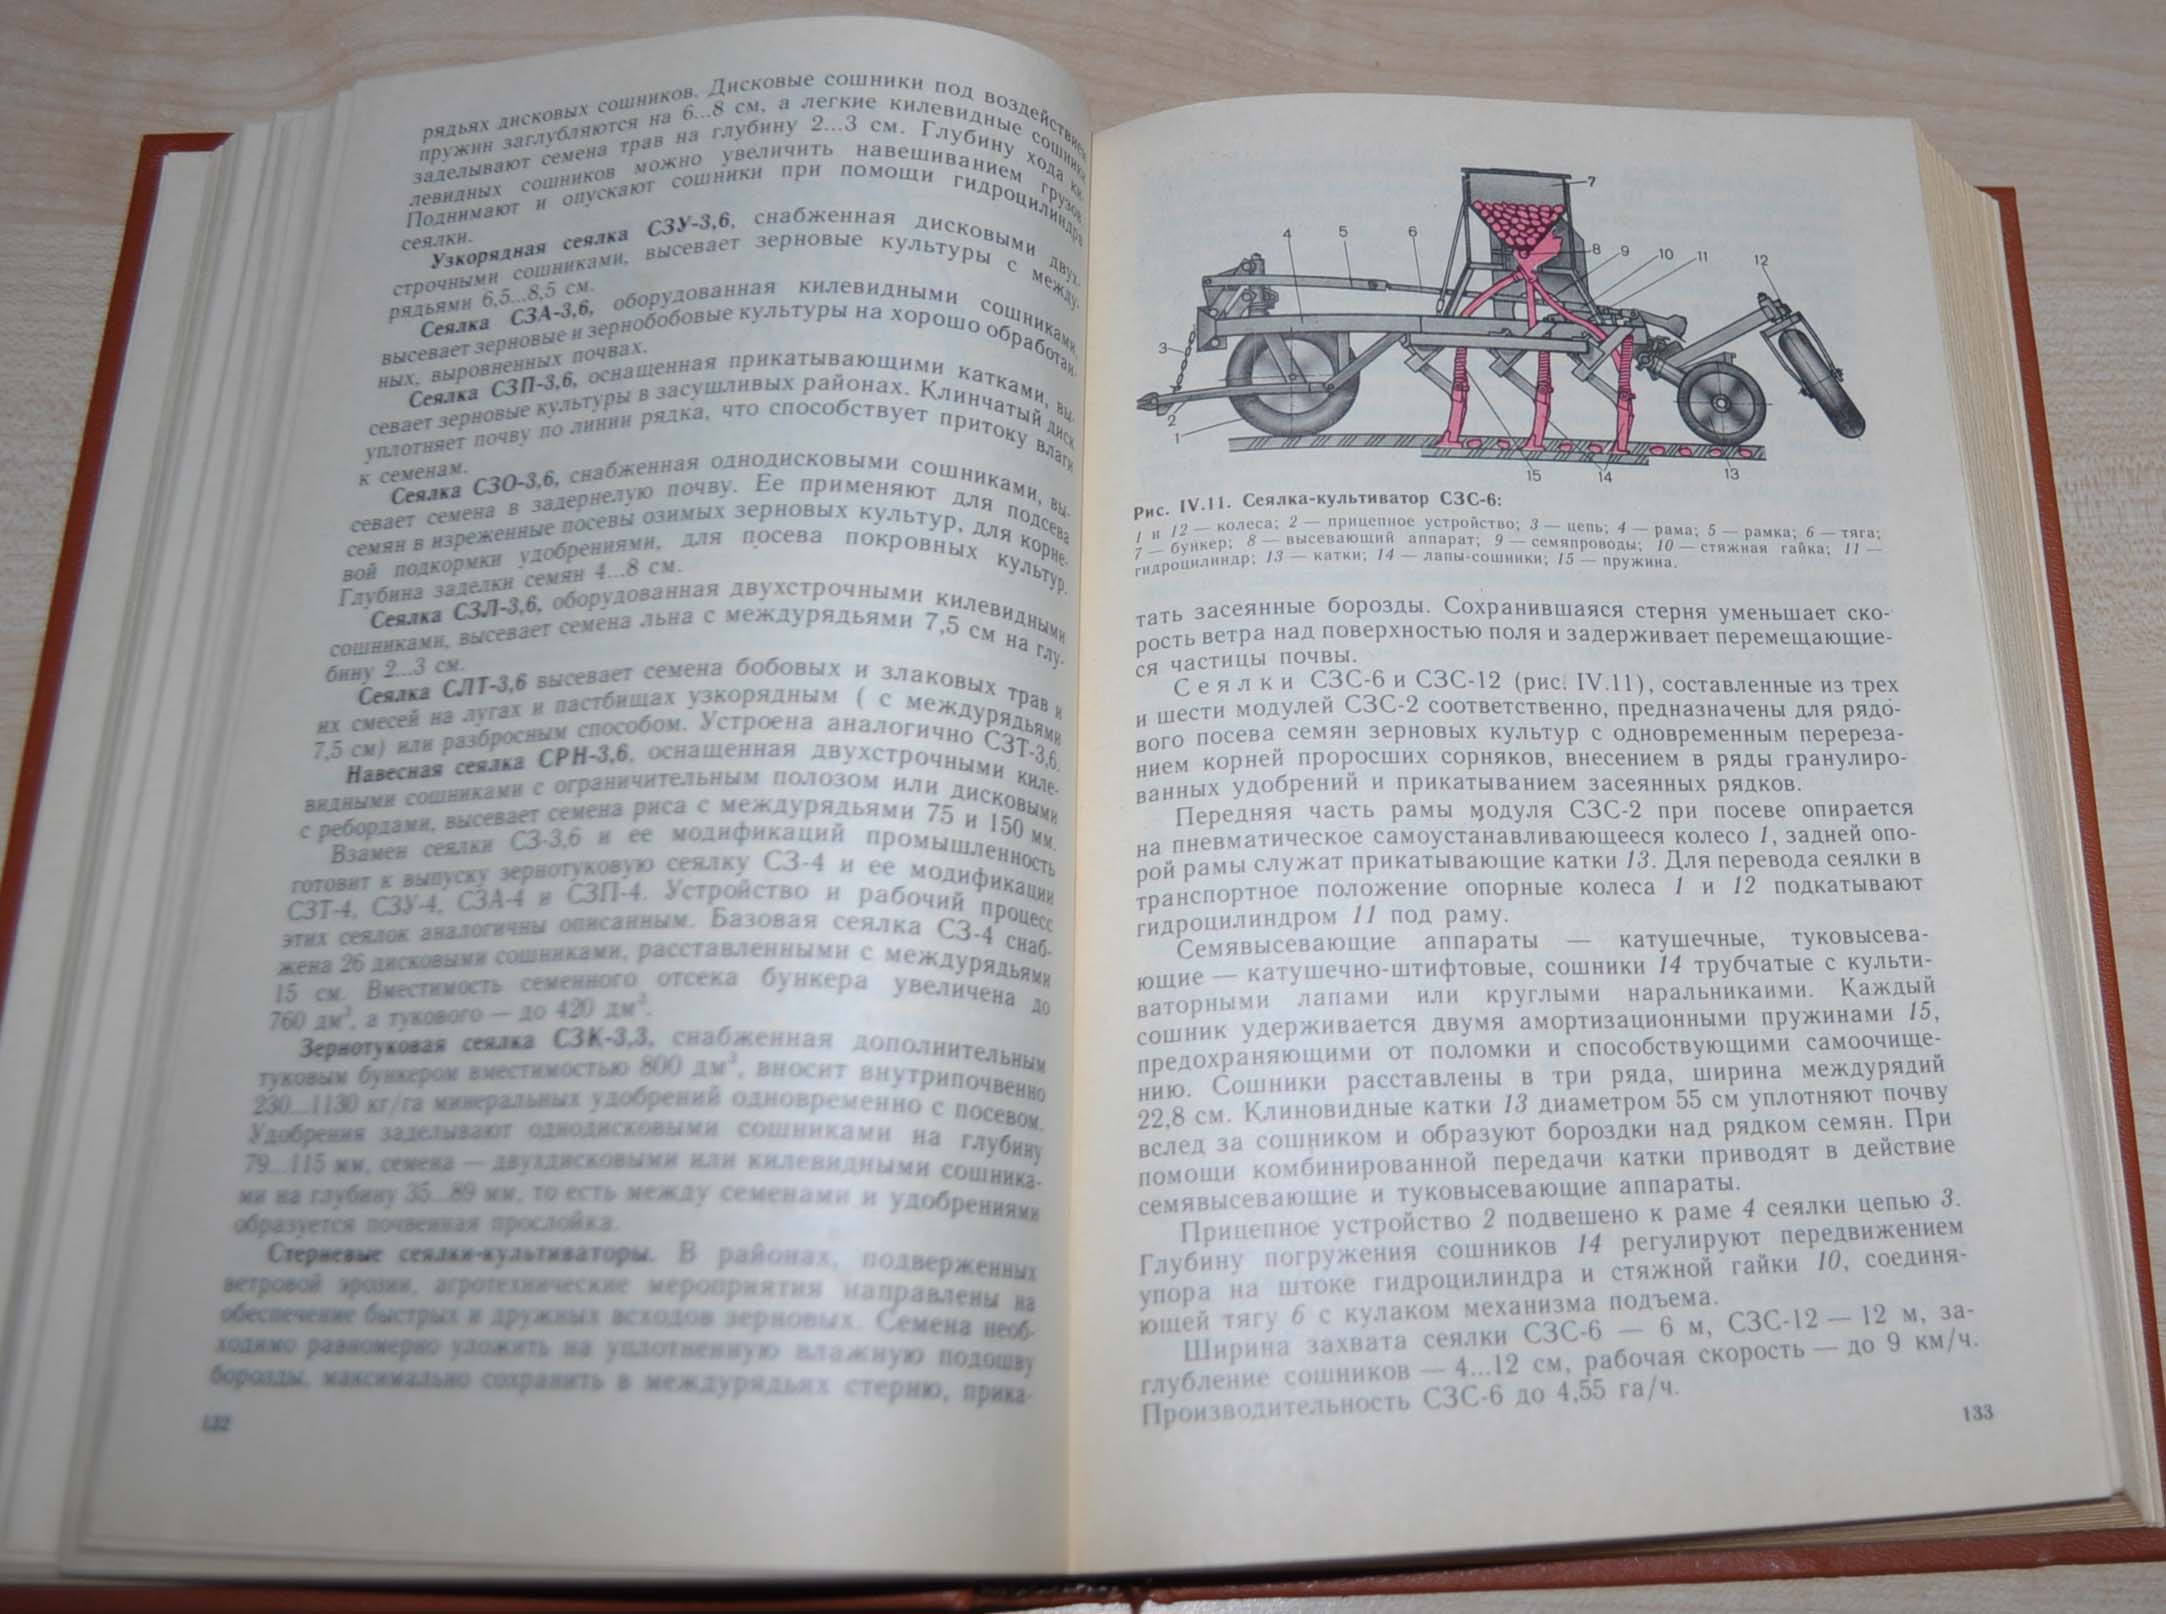 рядьях дисковых сошников. Дисковые сошники под воздействием
пружин заглубляются на 6...8 см, а легкие килевидные сошники
заделывают семена трав на глубину 2...3 см. Глубину хода ки-
левидных сошников можно увеличить навешиванием грузов.
Поднимают и опускают сошники при помощи гидроцилиндра
сеялки.
Узкорядная сеялка СЗУ-3,6, снабженная дисковыми двух-
строчными сошниками, высевает зерновые культуры с между-
рядьями 6,5...8,5 см.
Сеялка СЗА-3,6, оборудованная килевидными сошниками,
высевает зерновые и зернобобовые культуры на хорошо обработан-
ных, выровненных почвах.
Сеялка СЗП-3,6, оснащенная прикатывающими катками, вы-
севает зерновые культуры в засушливых районах. Клинчатый диск
уплотняет почву по линии рядка, что способствует притоку влаги
к семенам.
Сеялка СЗО-3,6, снабженная однодисковыми сошниками, вы-
севает семена в задернелую почву. Ее применяют для подсева
семян в изреженные посевы озимых зерновых культур, для корне-
вой подкормки удобрениями, для посева покровных культур.
Глубина заделки семян 4...8 см.
Сеялка СЗЛ-3,6, оборудованная двухстрочными килевидными
сошниками, высевает семена льна с междурядьями 7,5 см на глу-
бину 2...3 см.
Сеялка СЛТ-3,6 высевает семена бобовых и злаковых трав и
их смесей на лугах и пастбищах узкорядным ( с междурядьями
7,5 см) или разбросным способом. Устроена аналогично СЗТ-3,6.
Навесная сеялка СРН-3,6, оснащенная двухстрочными киле-
видными сошниками с ограничительным полозом или дисковыми
с ребордами, высевает семена риса с междурядьями 75 и 150 мм.
Взамен сеялки СЗ-3,6 и ее модификаций промышленность
готовит к выпуску зернотуковую сеялку СЗ-4 и ее модификации
СЗТ-4, СЗУ-4, СЗА-4 и СЗП-4. Устройство и рабочий процесс
этих сеялок аналогичны описанным. Базовая сеялка СЗ-4 снаб-
жена 26 дисковыми сошниками, расставленными с междурядьями
15 см. Вместимость семенного отсека бункера увеличена до
760 дм³, а тукового — до 420 дм³.
Зернотуковая сеялка СЗК-3,3, снабженная дополнительным
туковым бункером вместимостью 800 дм³, вносит внутрипочвенно
230...1130 кг/га минеральных удобрений одновременно с посевом.
Удобрения заделывают однодисковыми сошниками на глубину
79...115 мм, семена — двухдисковыми или килевидными сошника-
ми на глубину 35...89 мм, то есть между семенами и удобрениями
образуется почвенная прослойка.
Стерневые сеялки-культиваторы. В районах, подверженных
ветровой эрозии, агротехнические мероприятия направлены на
обеспечение быстрых и дружных всходов зерновых. Семена необ-
ходимо равномерно уложить на уплотненную влажную подошву
борозды, максимально сохранить в междурядьях стерню, прика-
132
7
4 5 6 8 9 10 11 12
3
2
1
15 14 13
Рис. IV.11. Сеялка-культиватор СЗС-6:
1 и 12 — колеса; 2 — прицепное устройство; 3 — цепь; 4 — рама; 5 — рамка; 6 — тяга;
7 — бункер; 8 — высевающий аппарат; 9 — семяпроводы; 10 — стяжная гайка; 11 —
гидроцилиндр; 13 — катки; 14 — лапы-сошники; 15 — пружина.
тать засеянные борозды. Сохранившаяся стерня уменьшает ско-
рость ветра над поверхностью поля и задерживает перемещающие-
ся частицы почвы.
Сеялки СЗС-6 и СЗС-12 (рис. IV.11), составленные из трех
и шести модулей СЗС-2 соответственно, предназначены для рядо-
вого посева семян зерновых культур с одновременным перереза-
нием корней проросших сорняков, внесением в ряды гранулиро-
ванных удобрений и прикатыванием засеянных рядков.
Передняя часть рамы модуля СЗС-2 при посеве опирается
на пневматическое самоустанавливающееся колесо 1, задней опо-
рой рамы служат прикатывающие катки 13. Для перевода сеялки в
транспортное положение опорные колеса 1 и 12 подкатывают
гидроцилиндром 11 под раму.
Семявысевающие аппараты — катушечные, туковысева-
ющие — катушечно-штифтовые, сошники 14 трубчатые с культи-
ваторными лапами или круглыми наральникаими. Каждый
сошник удерживается двумя амортизационными пружинами 15,
предохраняющими от поломки и способствующими самоочище-
нию. Сошники расставлены в три ряда, ширина междурядий
22,8 см. Клиновидные катки 13 диаметром 55 см уплотняют почву
вслед за сошником и образуют бороздки над рядком семян. При
помощи комбинированной передачи катки приводят в действие
семявысевающие и туковысевающие аппараты.
Прицепное устройство 2 подвешено к раме 4 сеялки цепью 3.
Глубину погружения сошников 14 регулируют передвижением
упора на штоке гидроцилиндра и стяжной гайки 10, соединя-
ющей тягу 6 с кулаком механизма подъема.
Ширина захвата сеялки СЗС-6 — 6 м, СЗС-12 — 12 м, за-
глубление сошников — 4...12 см, рабочая скорость — до 9 км/ч.
Производительность СЗС-6 до 4,55 га/ч.
133